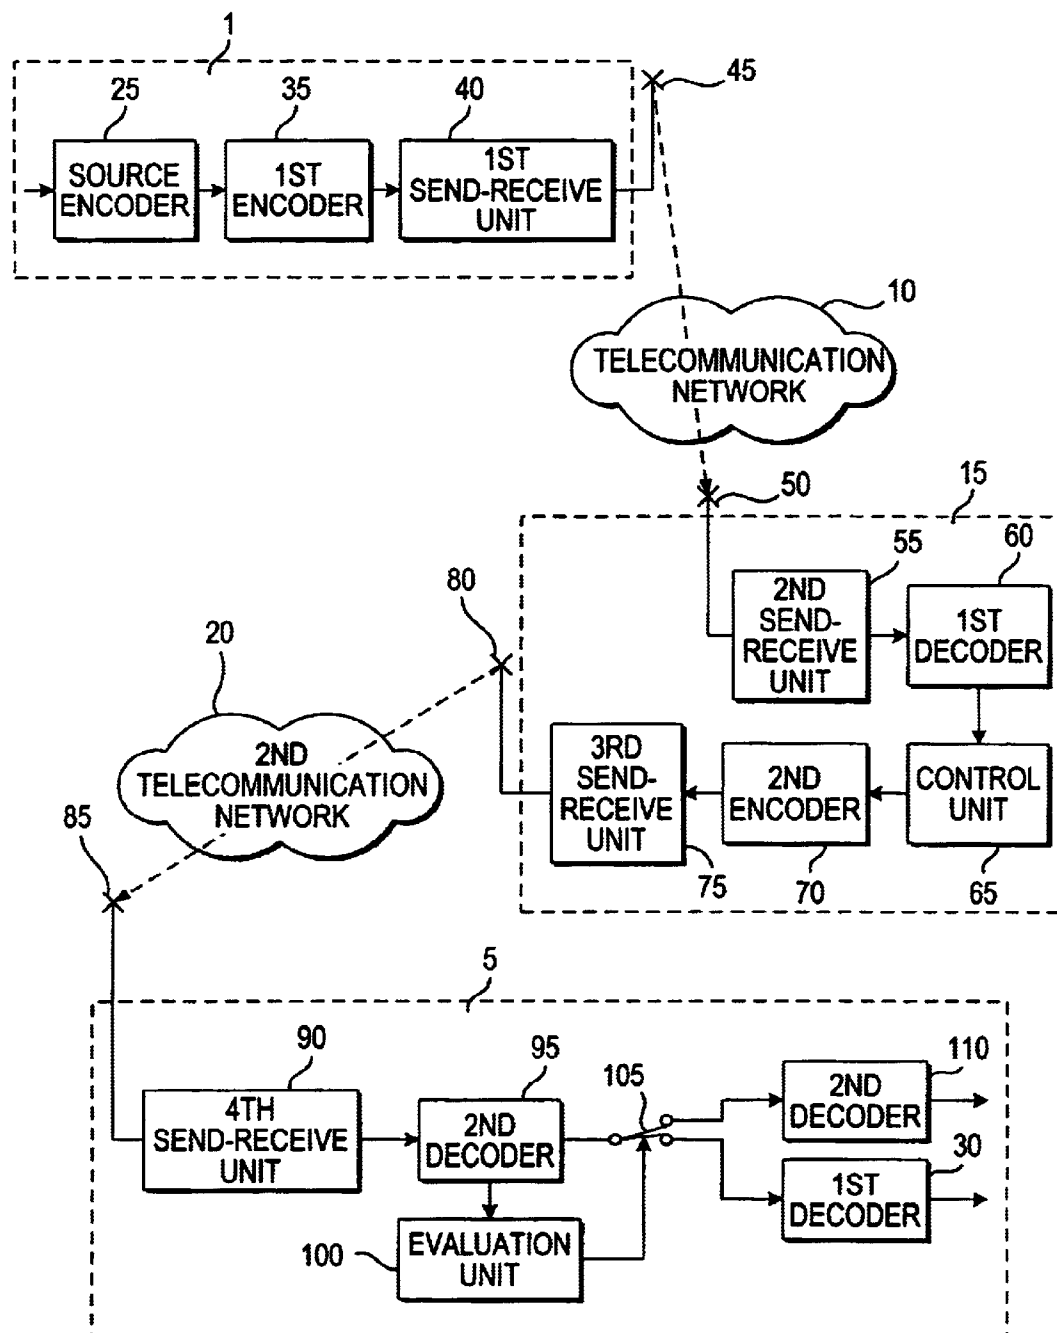 1
25
35
40
45
SOURCE
ENCODER
1ST
ENCODER
1ST
SEND-RECEIVE
UNIT
10
TELECOMMUNICATION
NETWORK
50
15
55
60
2ND
SEND-
RECEIVE
UNIT
1ST
DECODER
80
20
2ND
TELECOMMUNICATION
NETWORK
3RD
SEND-
RECEIVE
UNIT
2ND
ENCODER
CONTROL
UNIT
85
75
70
65
5
90
95
105
110
4TH
SEND-RECEIVE
UNIT
2ND
DECODER
2ND
DECODER
30
1ST
DECODER
100
EVALUATION
UNIT